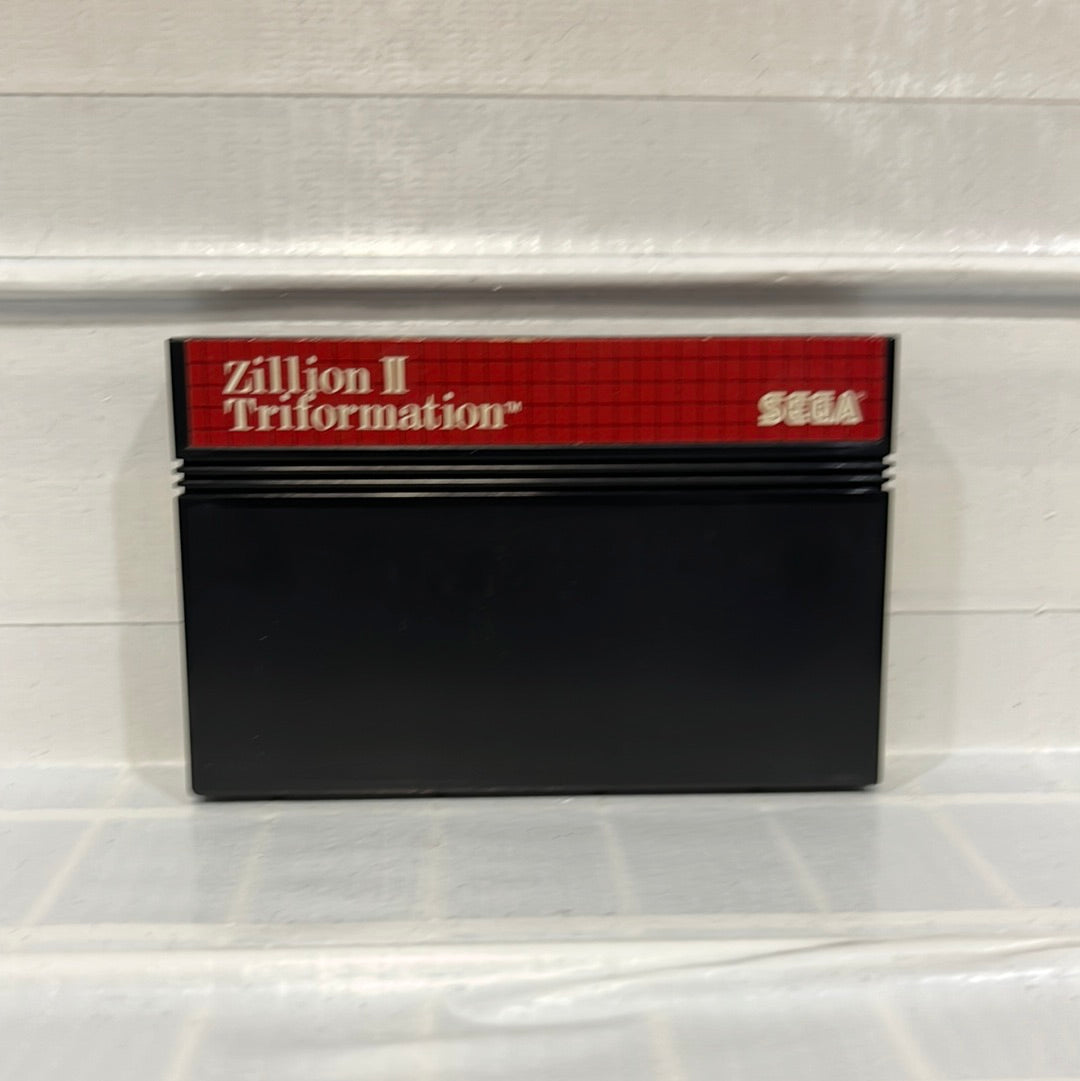 Zillion II
Triformation™
SEGA